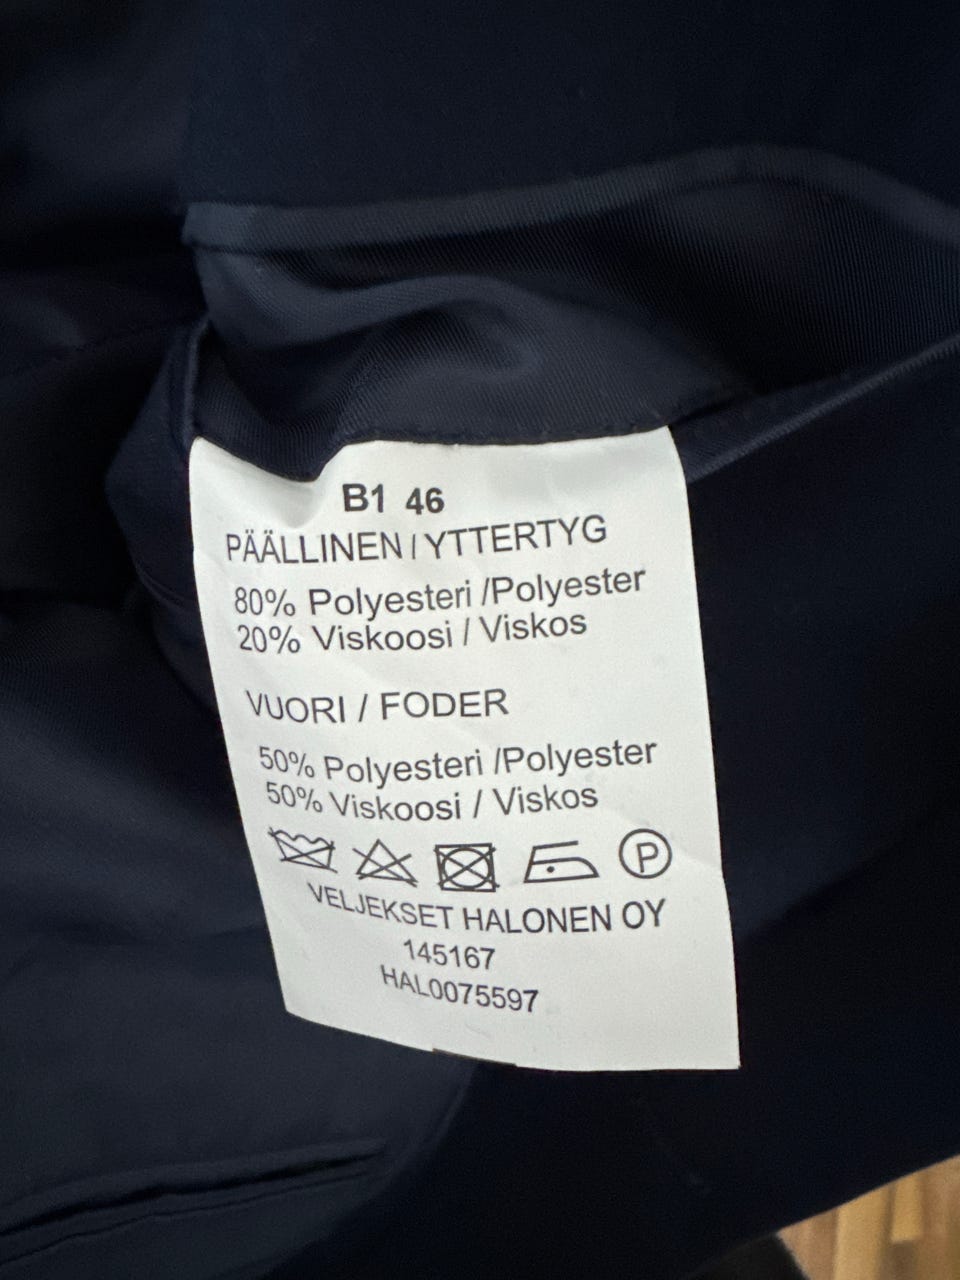 B1 46
PÄÄLLINEN / YTTERTYG
80% Polyesteri /Polyester
20% Viskoosi / Viskos
VUORI / FODER
50% Polyesteri /Polyester
50% Viskoosi / Viskos
P
VELJEKSET HALONEN OY
145167
HAL0075597